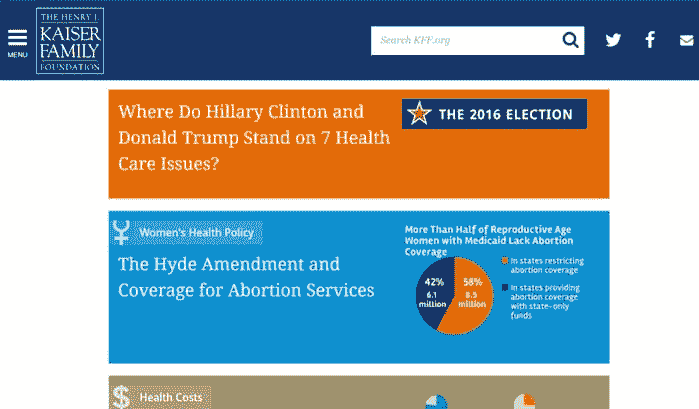 MENU
THE HENRY J.
KAISER
FAMILY
FOUNDATION
Search KFF.org
Where Do Hillary Clinton and
Donald Trump Stand on 7 Health
Care Issues?
THE 2016 ELECTION
Women's Health Policy
The Hyde Amendment and
Coverage for Abortion Services
More Than Half of Reproductive Age
Women with Medicaid Lack Abortion
Coverage
42%
6.1
million
58%
8.5
million
In states restricting
abortion coverage
In states providing
abortion coverage
with state-only
funds
$ Health Costs